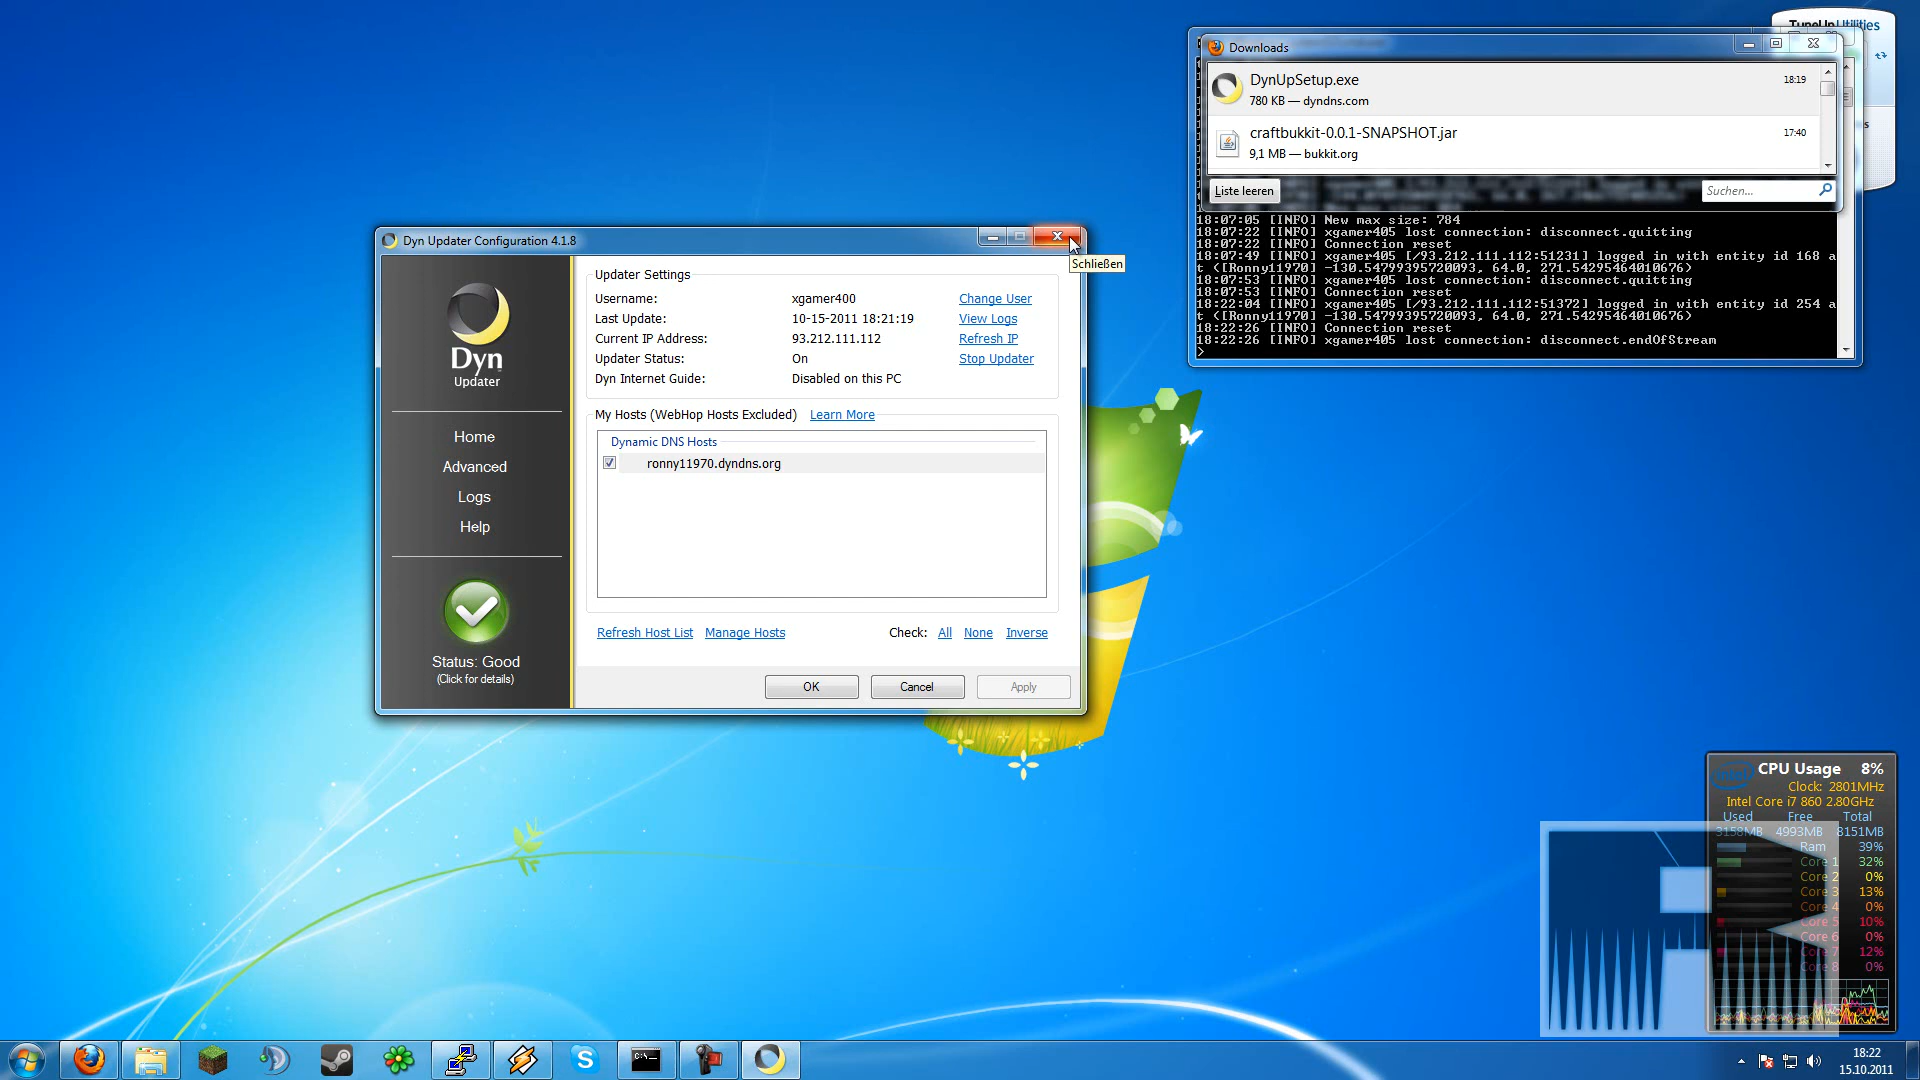 TuneUpUtilities
Downloads
DynUpSetup.exe
18:19
780 KB — dyndns.com
craftbukkit-0.0.1-SNAPSHOT.jar
17:40
9,1 MB — bukkit.org
Liste leeren
Suchen...
18:07:05 [INFO] New max size: 784
18:07:22 [INFO] xgamer405 lost connection: disconnect.quitting
18:07:22 [INFO] Connection reset
18:07:49 [INFO] xgamer405 [/93.212.111.112:51231] logged in with entity id 168 a
t ([Ronny11970] -130.54799395720093, 64.0, 271.54295464010676)
18:07:53 [INFO] xgamer405 lost connection: disconnect.quitting
18:07:53 [INFO] Connection reset
18:22:04 [INFO] xgamer405 [/93.212.111.112:51372] logged in with entity id 254 a
t ([Ronny11970] -130.54799395720093, 64.0, 271.54295464010676)
18:22:26 [INFO] Connection reset
18:22:26 [INFO] xgamer405 lost connection: disconnect.endOfStream
>
Dyn Updater Configuration 4.1.8
Schließen
Dyn
Updater
Home
Advanced
Logs
Help
Status: Good
(Click for details)
Updater Settings
Username: xgamer400 Change User
Last Update: 10-15-2011 18:21:19 View Logs
Current IP Address: 93.212.111.112 Refresh IP
Updater Status: On Stop Updater
Dyn Internet Guide: Disabled on this PC
My Hosts (WebHop Hosts Excluded) Learn More
Dynamic DNS Hosts
ronny11970.dyndns.org
Refresh Host List Manage Hosts Check: All None Inverse
OK Cancel Apply
CPU Usage 8%
Clock: 2801MHz
Intel Core i7 860 2.80GHz
Used Free Total
3158MB 4993MB 8151MB
Ram 39%
Core 1 32%
Core 2 0%
Core 3 13%
Core 4 0%
Core 5 10%
Core 6 0%
Core 7 12%
Core 8 0%
C:\_
18:22
15.10.2011